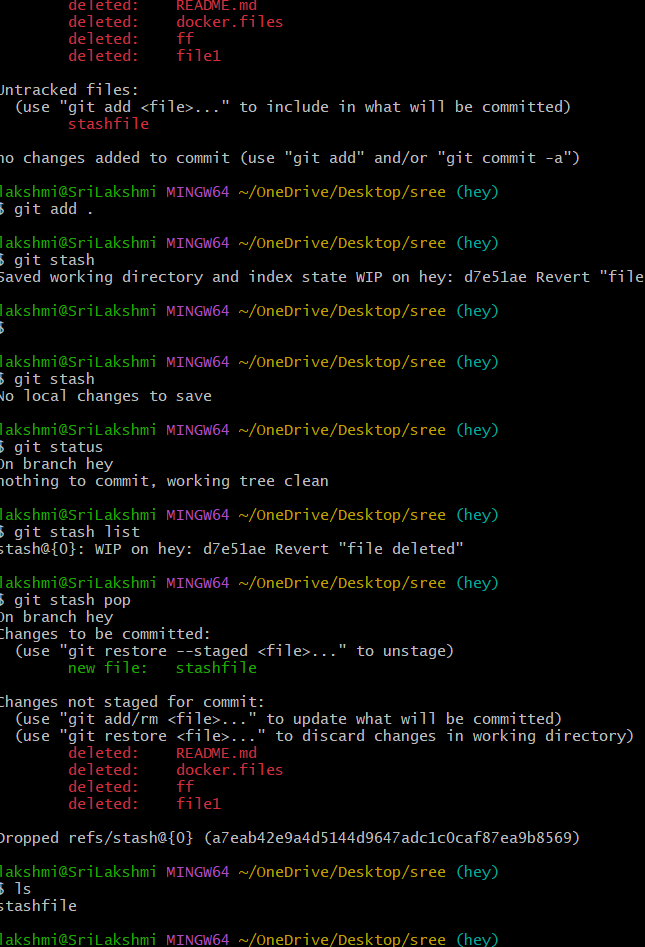 deleted:    README.md
deleted:    docker.files
deleted:    ff
deleted:    file1
Untracked files:
(use "git add <file>..." to include in what will be committed)
stashfile
no changes added to commit (use "git add" and/or "git commit -a")
lakshmi@SriLakshmi MINGW64 ~/OneDrive/Desktop/sree (hey)
$ git add .
lakshmi@SriLakshmi MINGW64 ~/OneDrive/Desktop/sree (hey)
$ git stash
Saved working directory and index state WIP on hey: d7e51ae Revert "file
lakshmi@SriLakshmi MINGW64 ~/OneDrive/Desktop/sree (hey)
$
lakshmi@SriLakshmi MINGW64 ~/OneDrive/Desktop/sree (hey)
$ git stash
No local changes to save
lakshmi@SriLakshmi MINGW64 ~/OneDrive/Desktop/sree (hey)
$ git status
On branch hey
nothing to commit, working tree clean
lakshmi@SriLakshmi MINGW64 ~/OneDrive/Desktop/sree (hey)
$ git stash list
stash@{0}: WIP on hey: d7e51ae Revert "file deleted"
lakshmi@SriLakshmi MINGW64 ~/OneDrive/Desktop/sree (hey)
$ git stash pop
On branch hey
Changes to be committed:
(use "git restore --staged <file>..." to unstage)
new file:   stashfile
Changes not staged for commit:
(use "git add/rm <file>..." to update what will be committed)
(use "git restore <file>..." to discard changes in working directory)
deleted:    README.md
deleted:    docker.files
deleted:    ff
deleted:    file1
Dropped refs/stash@{0} (a7eab42e9a4d5144d9647adc1c0caf87ea9b8569)
lakshmi@SriLakshmi MINGW64 ~/OneDrive/Desktop/sree (hey)
$ ls
stashfile
lakshmi@SriLakshmi MINGW64 ~/OneDrive/Desktop/sree (hey)